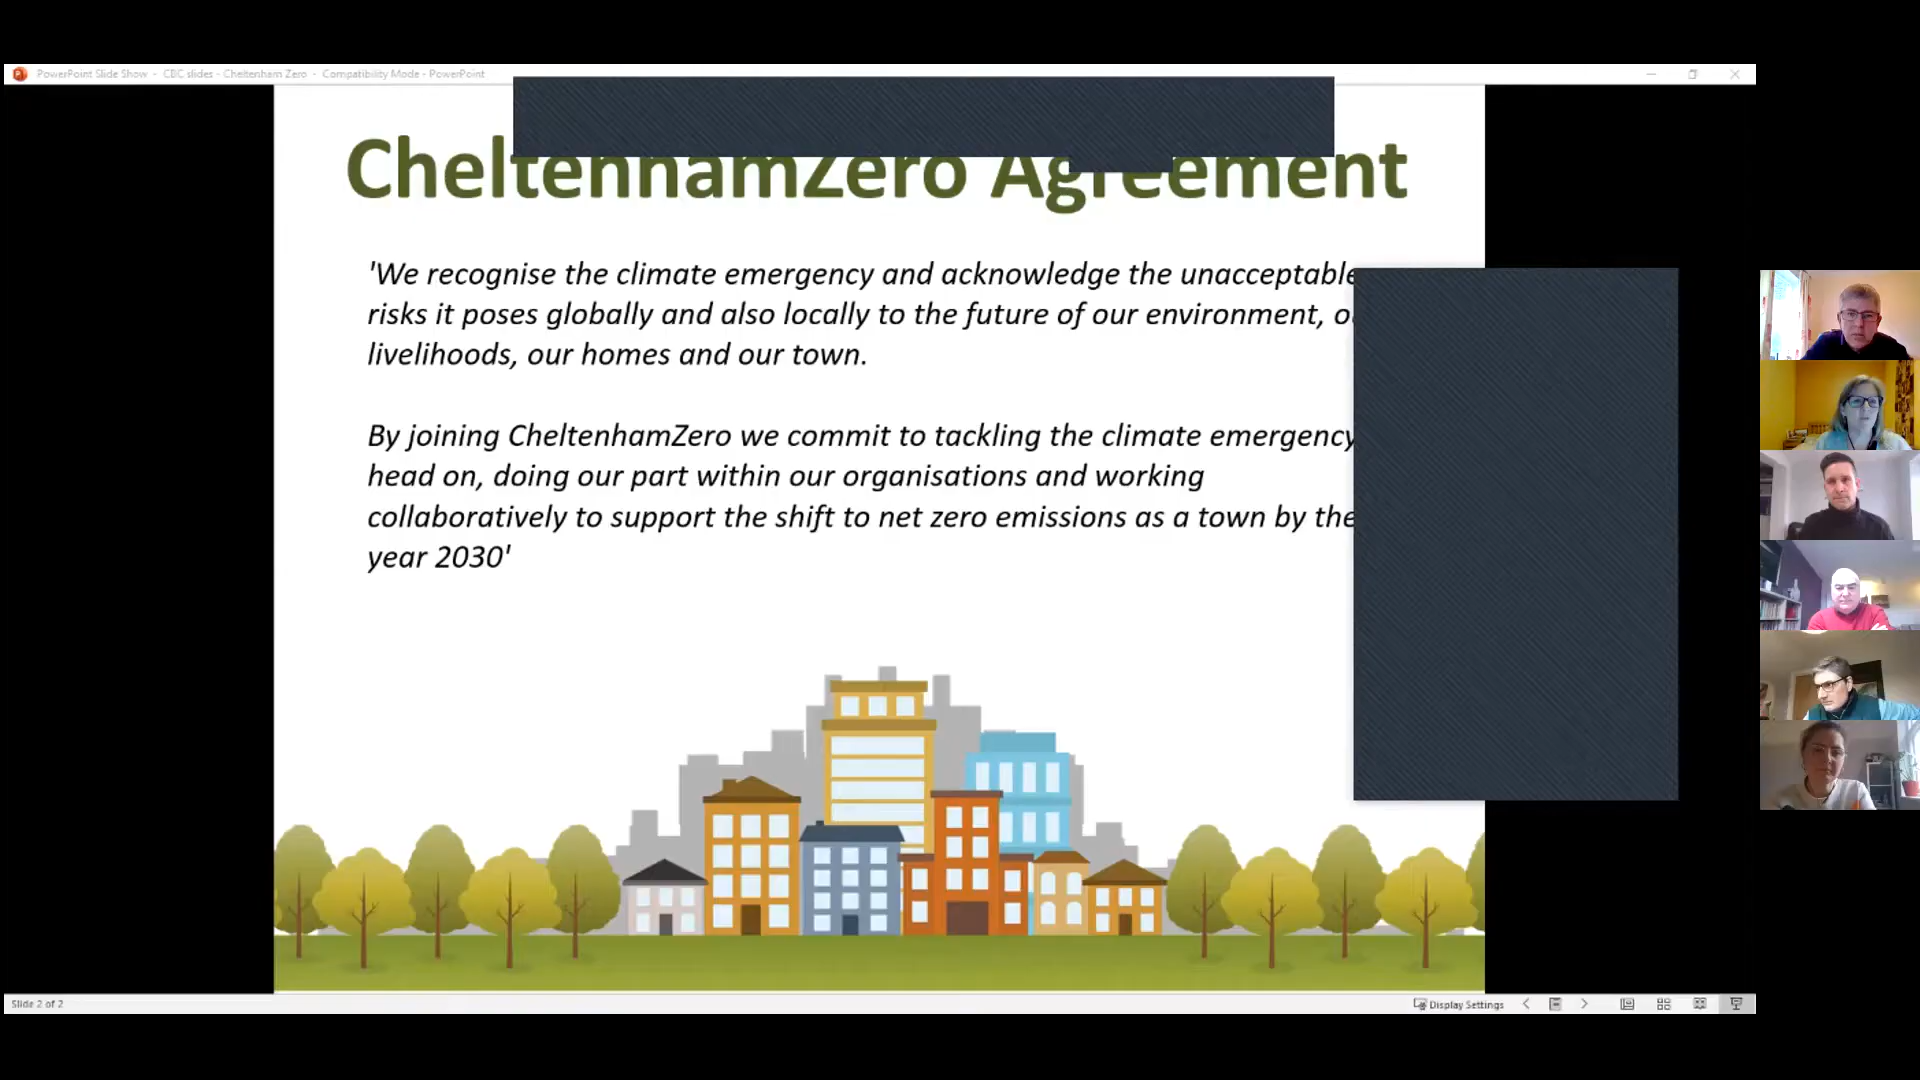 PowerPoint Slide Show - CBC slides - Cheltenham Zero - Compatibility Mode - PowerPoint
CheltenhamZero Agreement
'We recognise the climate emergency and acknowledge the unacceptable
risks it poses globally and also locally to the future of our environment,
livelihoods, our homes and our town.
By joining CheltenhamZero we commit to tackling the climate emergency
head on, doing our part within our organisations and working
collaboratively to support the shift to net zero emissions as a town by the
year 2030'
Slide 2 of 2
Display Settings